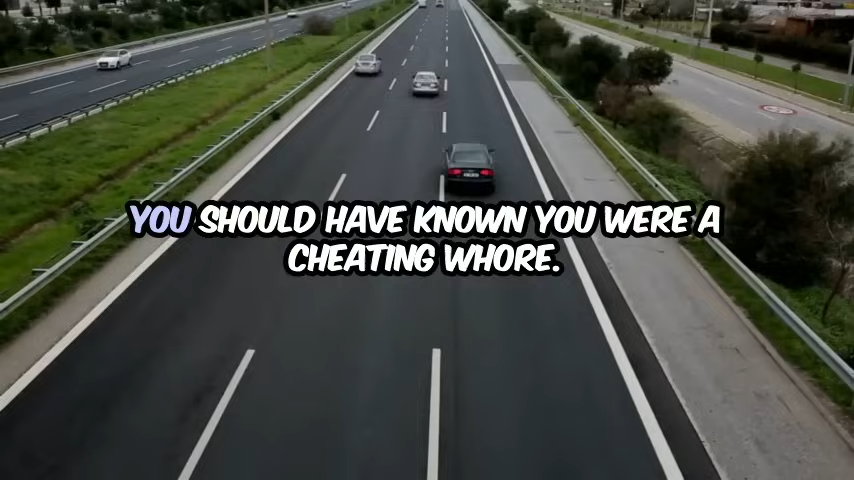 YOU SHOULD HAVE KNOWN YOU WERE A
CHEATING WHORE.